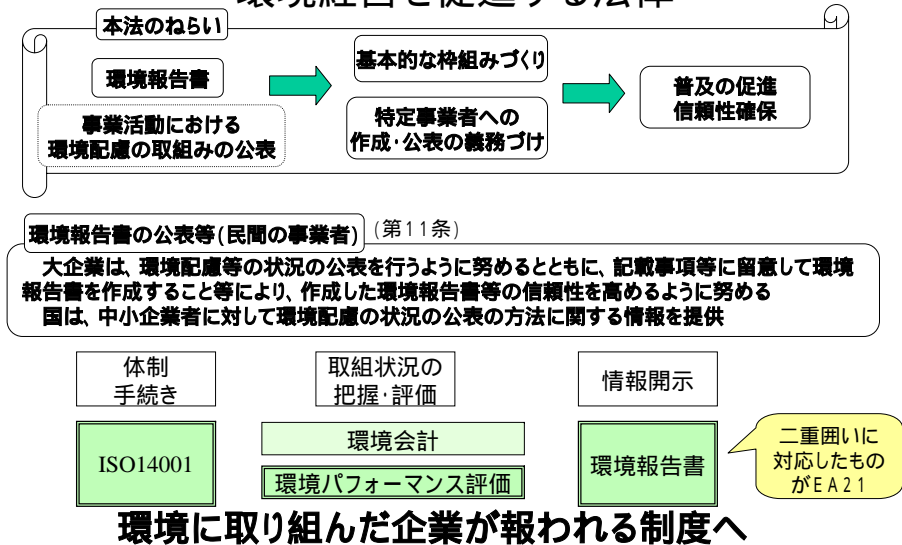 環境経営を促進する法律
本法のねらい
環境報告書
事業活動における
環境配慮の取組みの公表
基本的な枠組みづくり
特定事業者への
作成・公表の義務づけ
普及の促進
信頼性確保
環境報告書の公表等(民間の事業者)
(第11条)
大企業は、環境配慮等の状況の公表を行うように努めるとともに、記載事項等に留意して環境
報告書を作成すること等により、作成した環境報告書等の信頼性を高めるように努める
国は、中小企業者に対して環境配慮の状況の公表の方法に関する情報を提供
体制
手続き
取組状況の
把握・評価
情報開示
ISO14001
環境会計
環境パフォーマンス評価
環境報告書
二重囲いに
対応したもの
がEA21
環境に取り組んだ企業が報われる制度へ